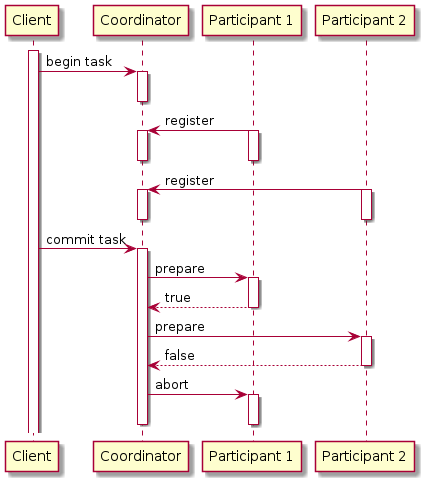 Client
Coordinator
Participant 1
Participant 2
begin task
register
register
commit task
prepare
true
prepare
false
abort
Client
Coordinator
Participant 1
Participant 2